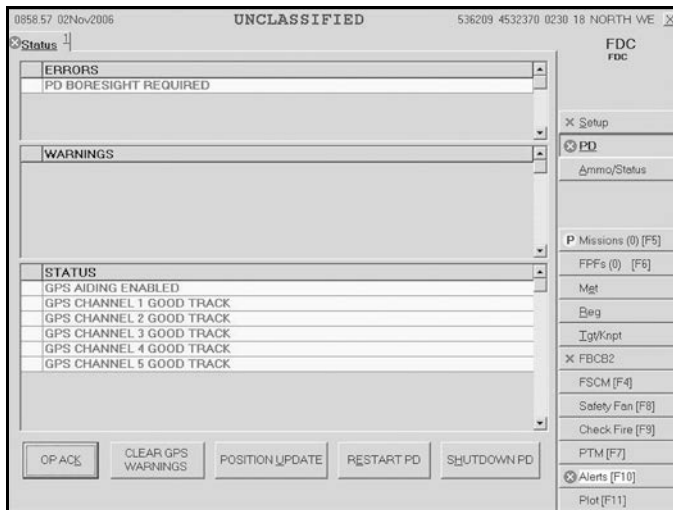 0858.57 02Nov2006 UNCLASSIFIED 536209 4532370 0230 18 NORTH WE X
Status 1
FDC
FDC
ERRORS
PD BORESIGHT REQUIRED
WARNINGS
STATUS
GPS AIDING ENABLED
GPS CHANNEL 1 GOOD TRACK
GPS CHANNEL 2 GOOD TRACK
GPS CHANNEL 3 GOOD TRACK
GPS CHANNEL 4 GOOD TRACK
GPS CHANNEL 5 GOOD TRACK
OP ACK
CLEAR GPS
WARNINGS
POSITION UPDATE
RESTART PD
SHUTDOWN PD
Setup
PD
Ammo/Status
P Missions (0) [F5]
FPFs (0) [F6]
Met
Reg
Tgt/Knpt
FBCB2
FSCM [F4]
Safety Fan [F8]
Check Fire [F9]
PTM [F7]
Alerts [F10]
Plot [F11]